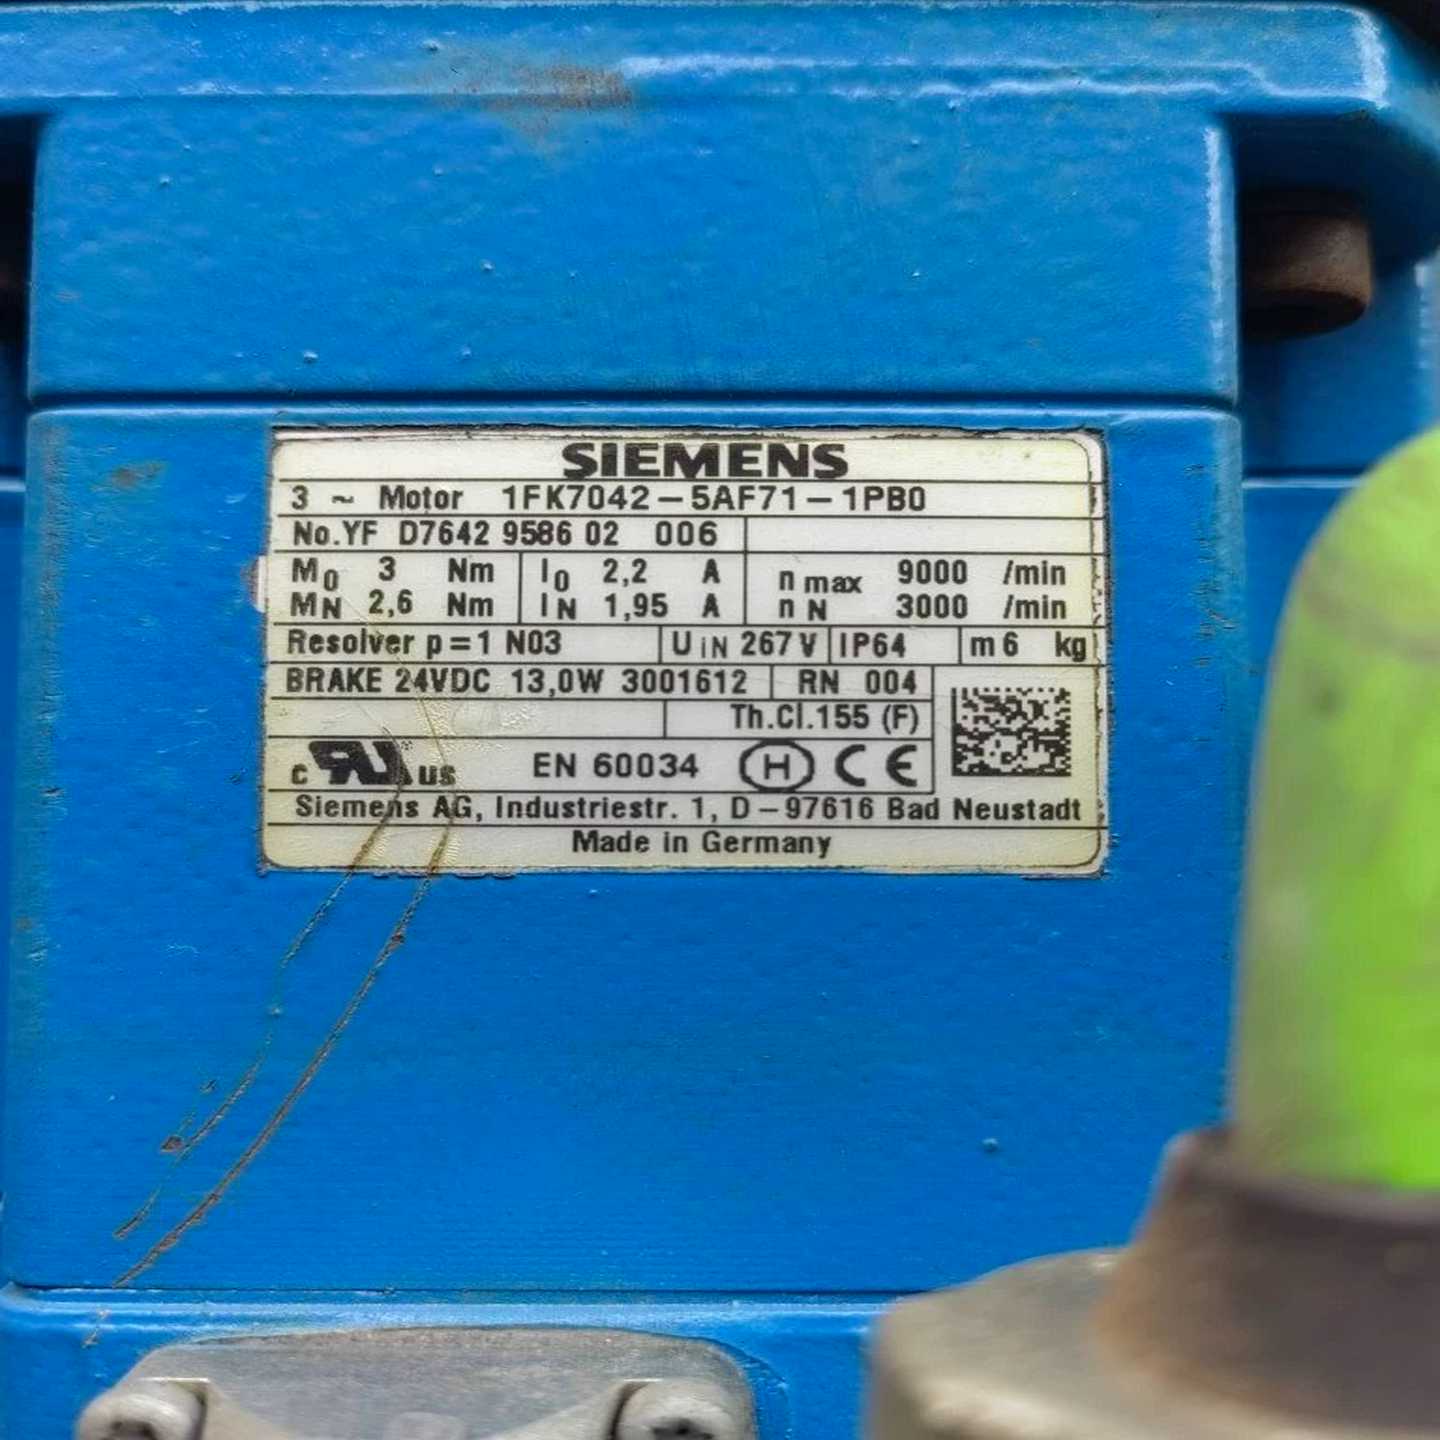 SIEMENS
3 ~ Motor 1FK7042-5AF71-1PB0
No.YF D7642 9586 02 006
M0 3 Nm I0 2,2 A n max 9000 /min
MN 2,6 Nm IN 1,95 A n N 3000 /min
Resolver p=1 N03 U iN 267 V IP64 m 6 kg
BRAKE 24VDC 13,0W 3001612 RN 004
Th.Cl.155 (F)
c RU us EN 60034 H CE
Siemens AG, Industriestr. 1, D-97616 Bad Neustadt
Made in Germany